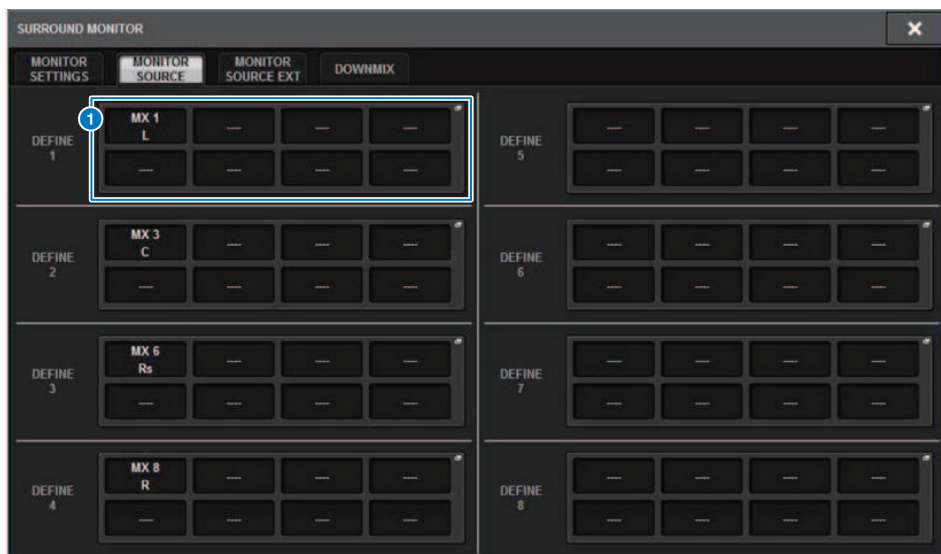 SURROUND MONITOR
MONITOR SETTINGS
MONITOR SOURCE
MONITOR SOURCE EXT
DOWNMIX
1
DEFINE 1
MX 1
L
----
----
----
----
----
----
----
DEFINE 5
----
----
----
----
----
----
----
----
DEFINE 2
MX 3
C
----
----
----
----
----
----
----
DEFINE 6
----
----
----
----
----
----
----
----
DEFINE 3
MX 6
Rs
----
----
----
----
----
----
----
DEFINE 7
----
----
----
----
----
----
----
----
DEFINE 4
MX 8
R
----
----
----
----
----
----
----
DEFINE 8
----
----
----
----
----
----
----
----